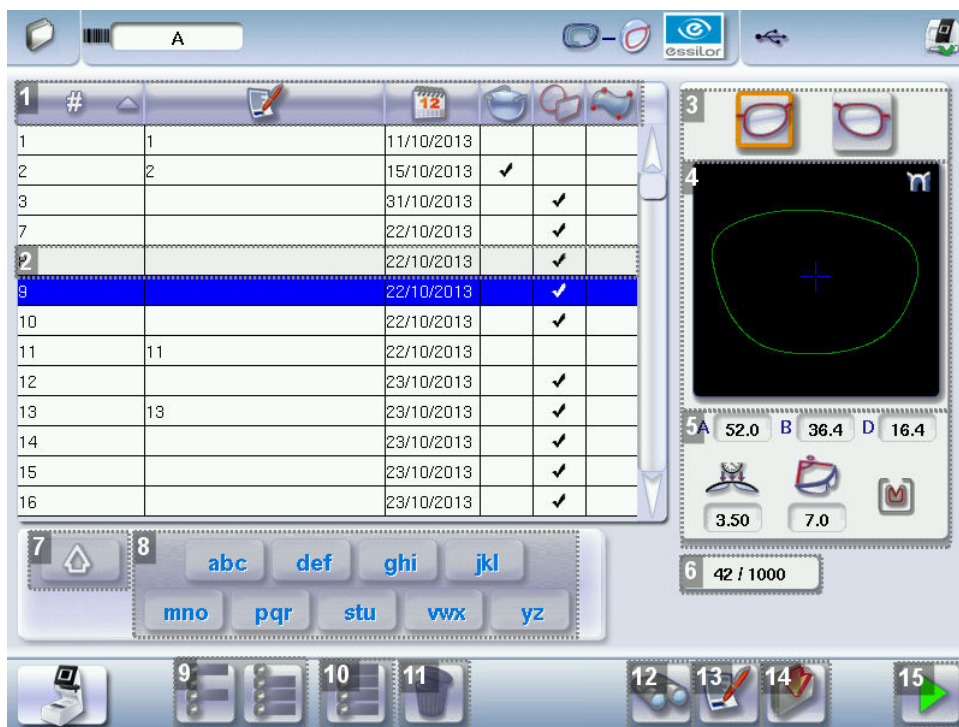 A
essilor
1 # 12 3
1 1 11/10/2013
2 2 15/10/2013
3 31/10/2013
4
7 22/10/2013
2 22/10/2013
9 22/10/2013
10 22/10/2013
11 11 22/10/2013
12 23/10/2013
13 13 23/10/2013
14 23/10/2013
15 23/10/2013
16 23/10/2013
5 A 52.0 B 36.4 D 16.4
3.50 7.0
6 42 / 1000
7 8 abc def ghi jkl
mno pqr stu vwx yz
9 10 11 12 13 14 15